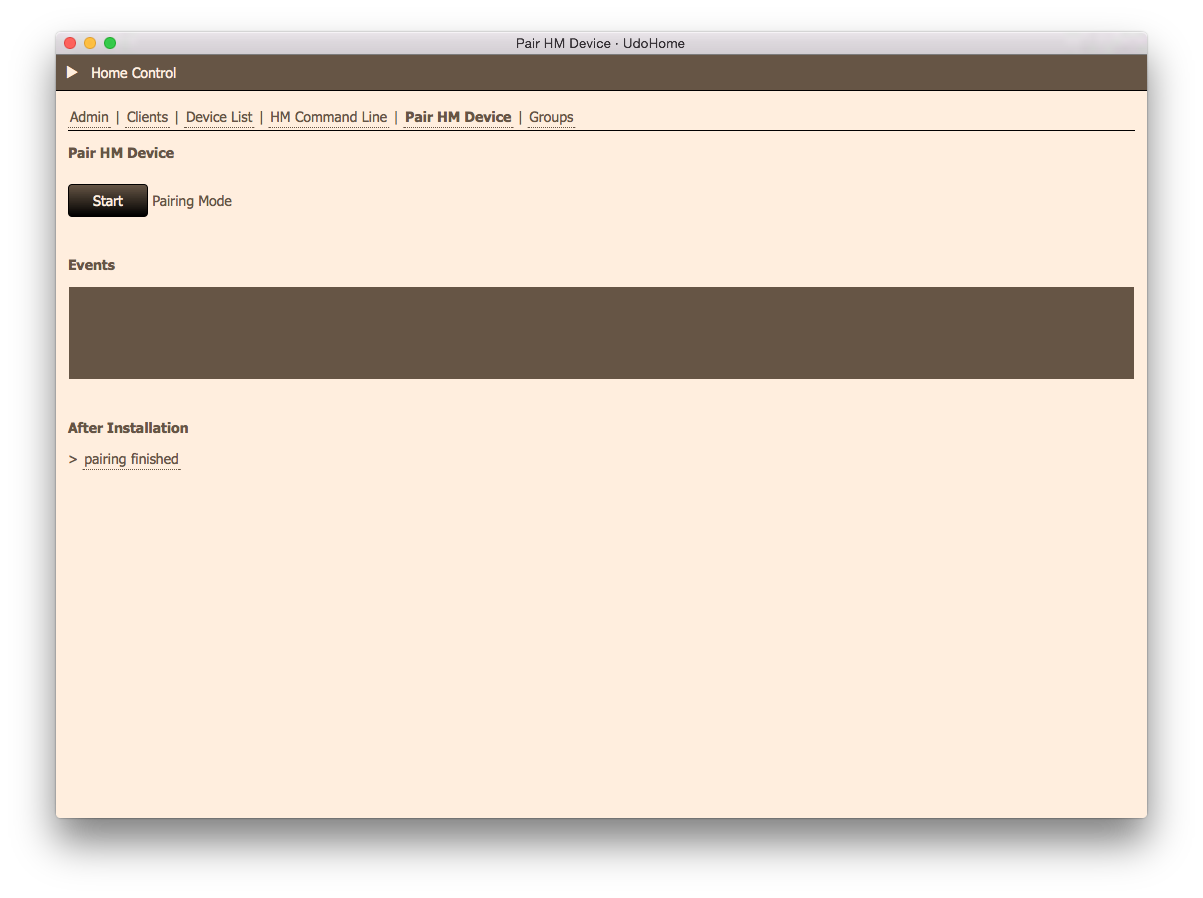 Pair HM Device · UdoHome
Home Control
Admin | Clients | Device List | HM Command Line | Pair HM Device | Groups
Pair HM Device
Start Pairing Mode
Events
After Installation
> pairing finished